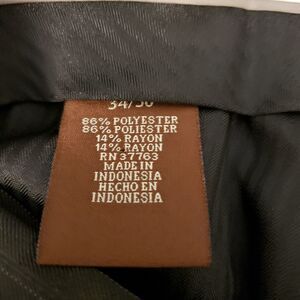 34/30
86% POLYESTER
86% POLIESTER
14% RAYON
14% RAYON
RN 37763
MADE IN
INDONESIA
HECHO EN
INDONESIA